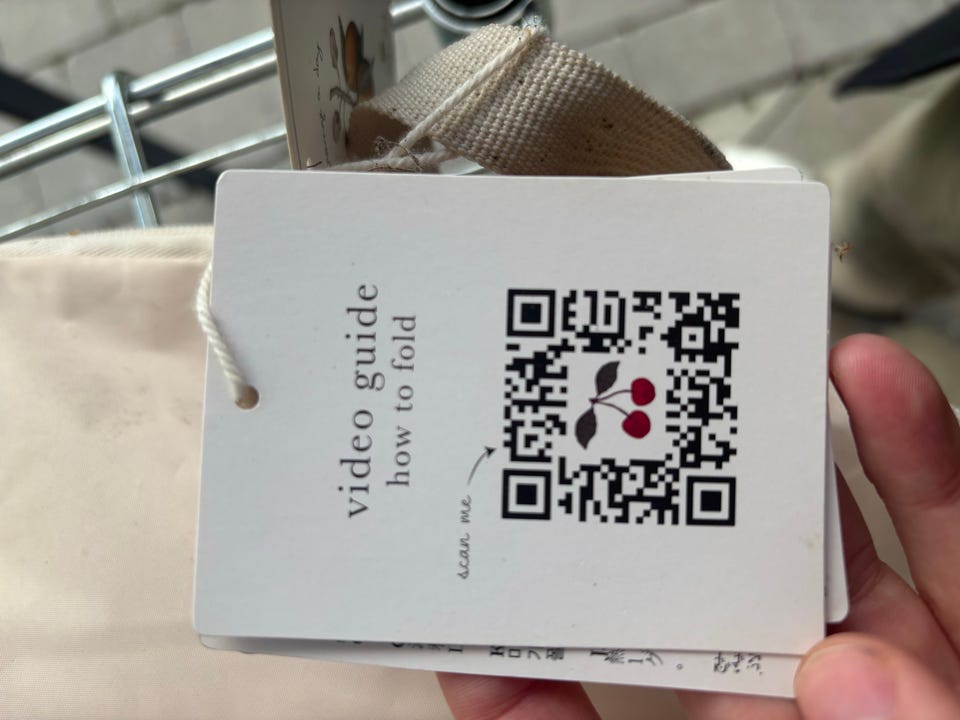 video guide
how to fold
scan me